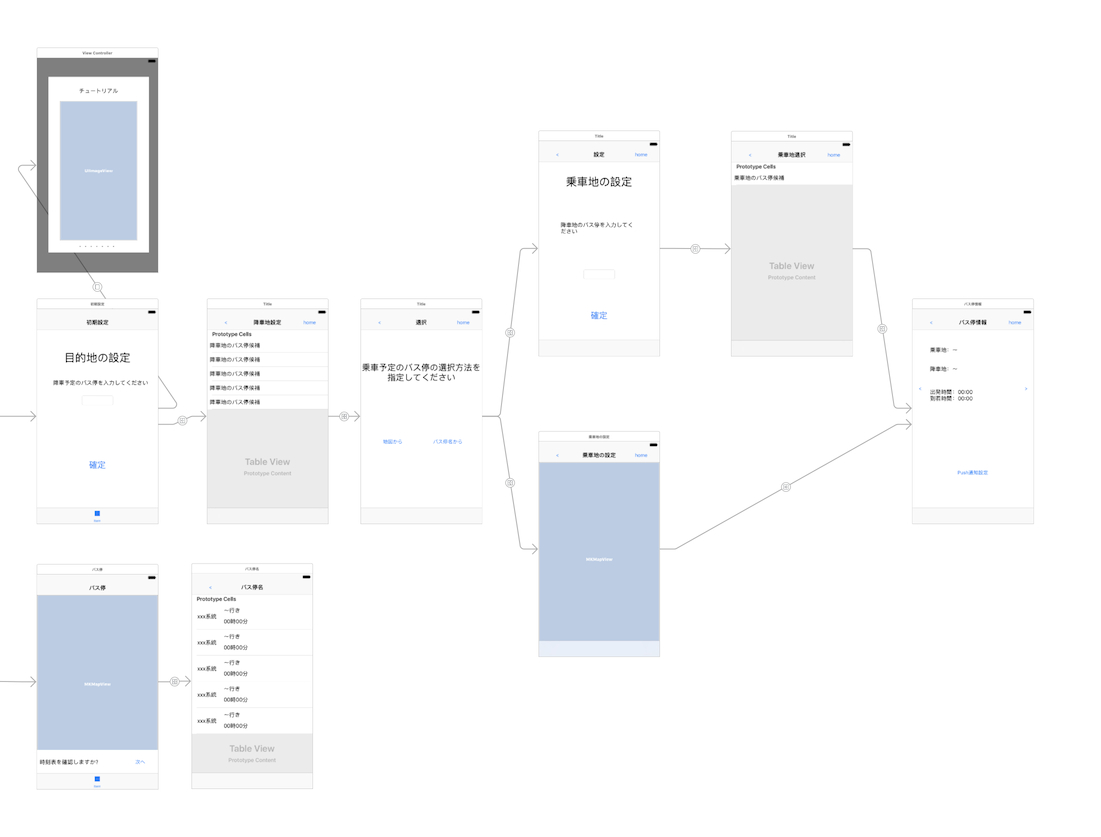 View Controller
チュートリアル
UIImageView
初期設定
初期設定
目的地の設定
降車予定のバス停を入力してください
確定
Title
< 降車地設定 home
Prototype Cells
降車地のバス停候補
降車地のバス停候補
降車地のバス停候補
降車地のバス停候補
降車地のバス停候補
Table View
Prototype Content
Title
< 選択 home
乗車予定のバス停の選択方法を
指定してください
地図から バス停名から
Title
< 設定 home
乗車地の設定
降車地のバス停を入力してく
ださい
確定
Title
< 乗車地選択 home
Prototype Cells
乗車地のバス停候補
Table View
Prototype Content
乗車地の設定
< 乗車地の設定 home
MKMapView
バス停情報
< バス停情報 home
乗車地: 〜
降車地: 〜
< >
出発時間: 00:00
到着時間: 00:00
Push通知設定
バス停
バス停
MKMapView
時刻表を確認しますか? 次へ
バス停名
< バス停名
Prototype Cells
xxx系統 〜行き
00時00分
xxx系統 〜行き
00時00分
xxx系統 〜行き
00時00分
xxx系統 〜行き
00時00分
xxx系統 〜行き
00時00分
Table View
Prototype Content